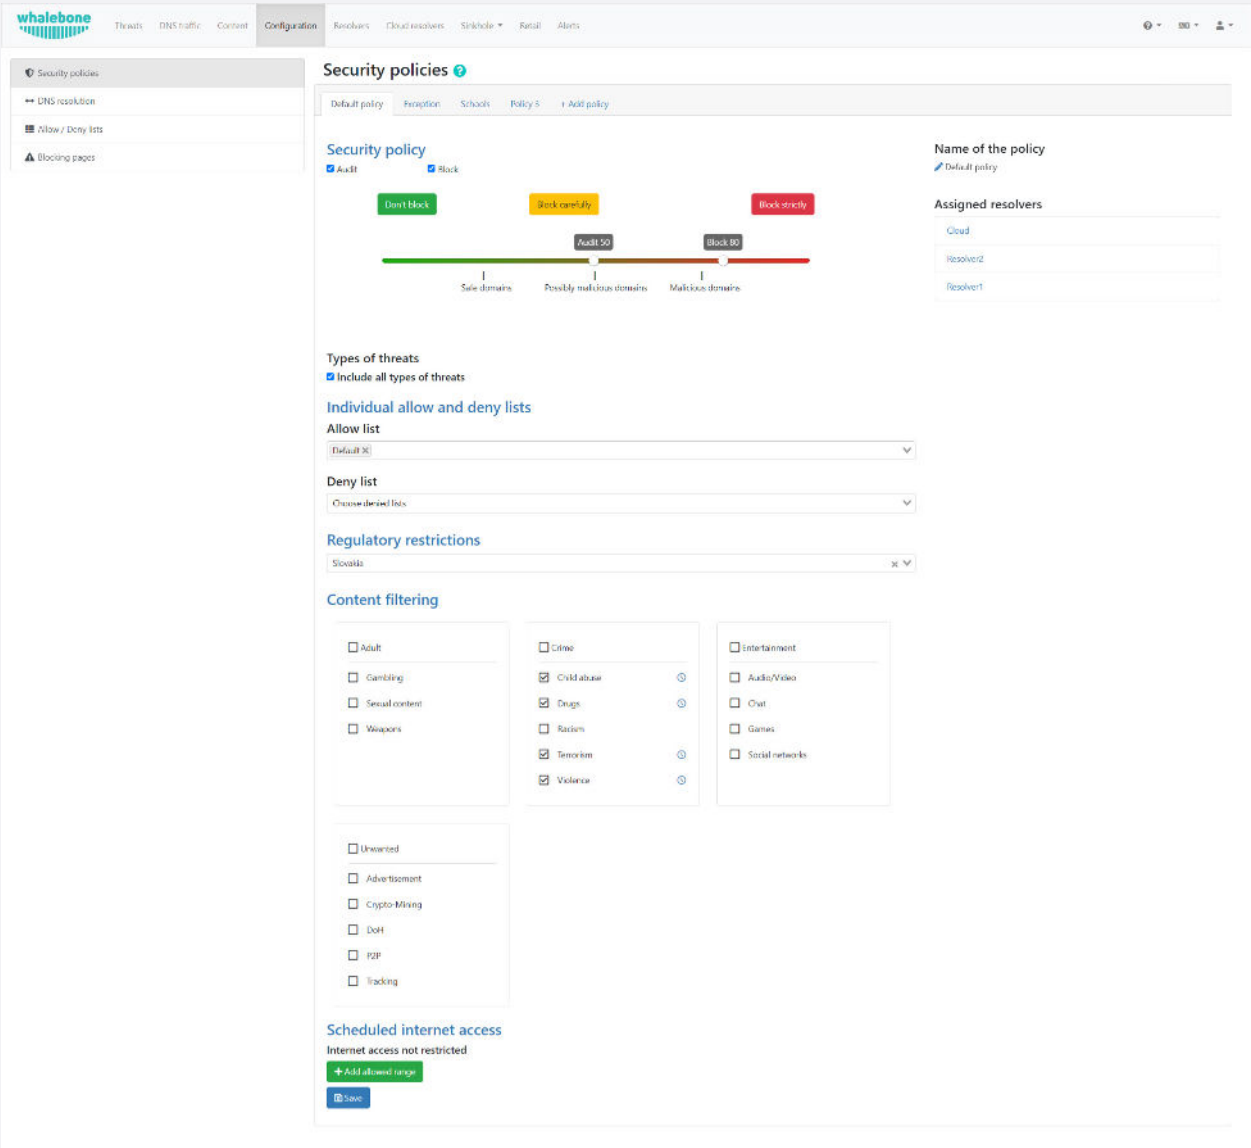 whalebone
Threats DNS traffic Content Configuration Resolvers Cloud resolvers Sinkhole Retail Alerts
Security policies
DNS resolution
Allow / Deny lists
Blocking pages
Security policies
Default policy Exception Schools Policy 5 + Add policy
Security policy
Audit Block
Don't block Block carefully Block strictly
Audit 50 Block 80
Safe domains Possibly malicious domains Malicious domains
Name of the policy
Default policy
Assigned resolvers
Cloud
Resolver2
Resolver1
Types of threats
Include all types of threats
Individual allow and deny lists
Allow list
Default
Deny list
Choose denied lists
Regulatory restrictions
Slovakia
Content filtering
Adult
Gambling
Sexual content
Weapons
Crime
Child abuse
Drugs
Racism
Terrorism
Violence
Entertainment
Audio/Video
Chat
Games
Social networks
Unwanted
Advertisement
Crypto-Mining
DoH
P2P
Tracking
Scheduled internet access
Internet access not restricted
+ Add allowed range
Save